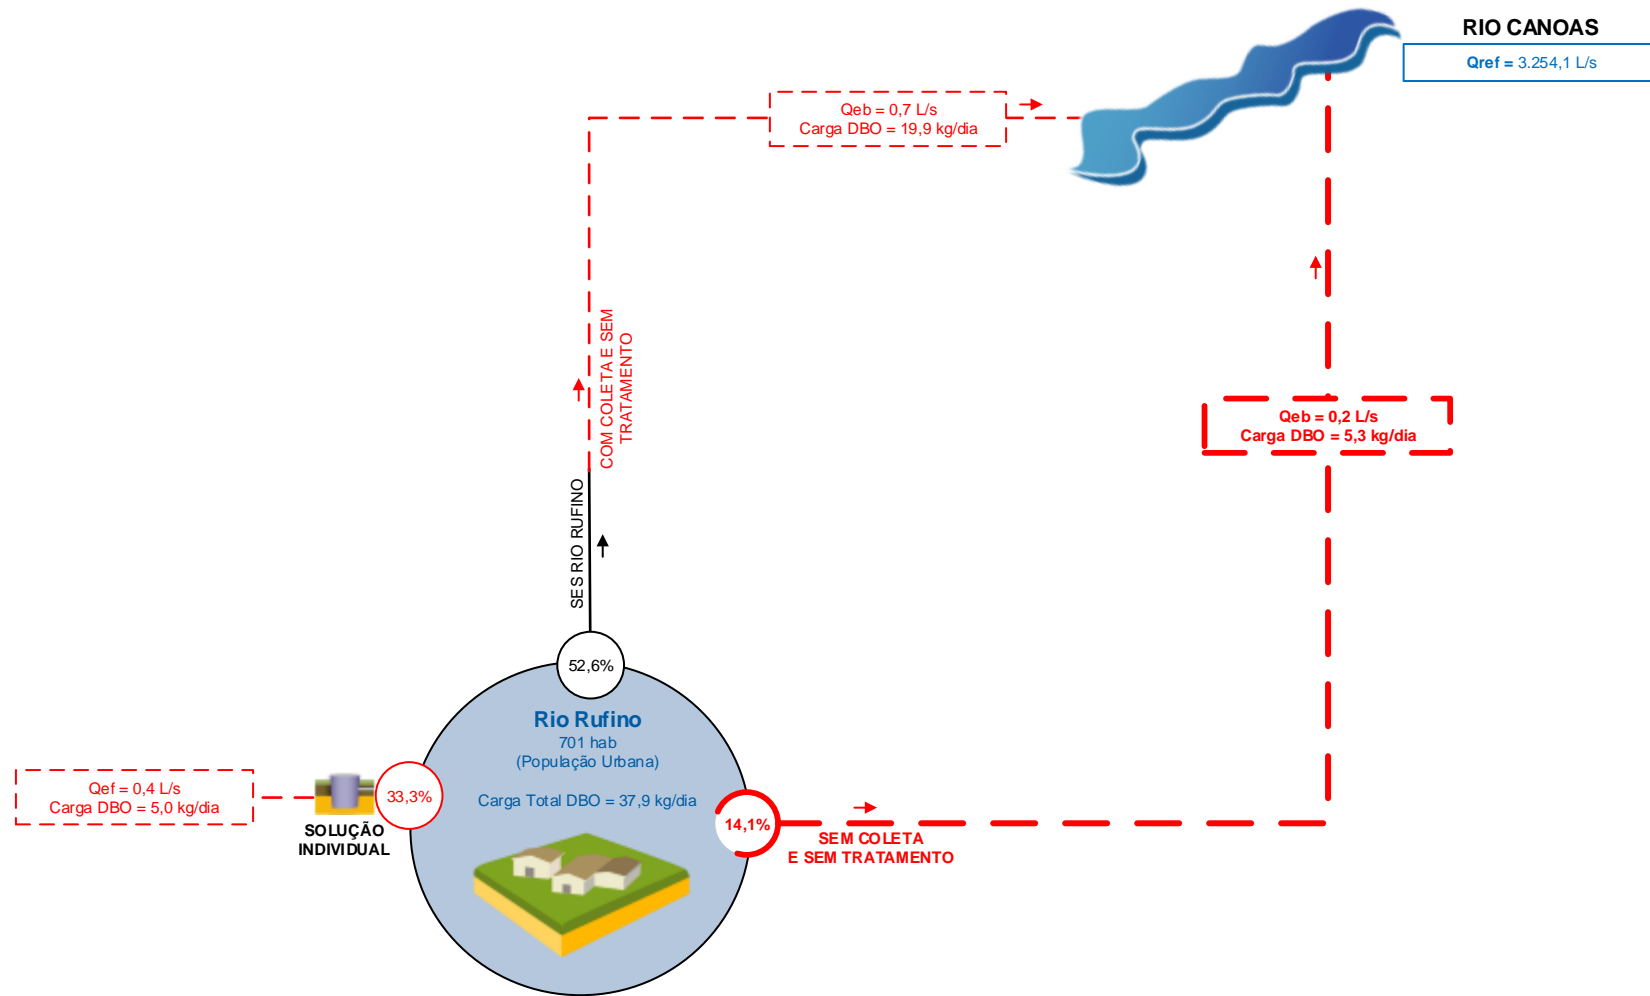 RIO CANOAS
Qref = 3.254,1 L/s
Qeb = 0,7 L/s
Carga DBO = 19,9 kg/dia
COM COLETA E SEM
TRATAMENTO
Qeb = 0,2 L/s
Carga DBO = 5,3 kg/dia
SES RIO RUFINO
52,6%
Rio Rufino
701 hab
(População Urbana)
Carga Total DBO = 37,9 kg/dia
Qef = 0,4 L/s
Carga DBO = 5,0 kg/dia
33,3%
SOLUÇÃO
INDIVIDUAL
14,1%
SEM COLETA
E SEM TRATAMENTO